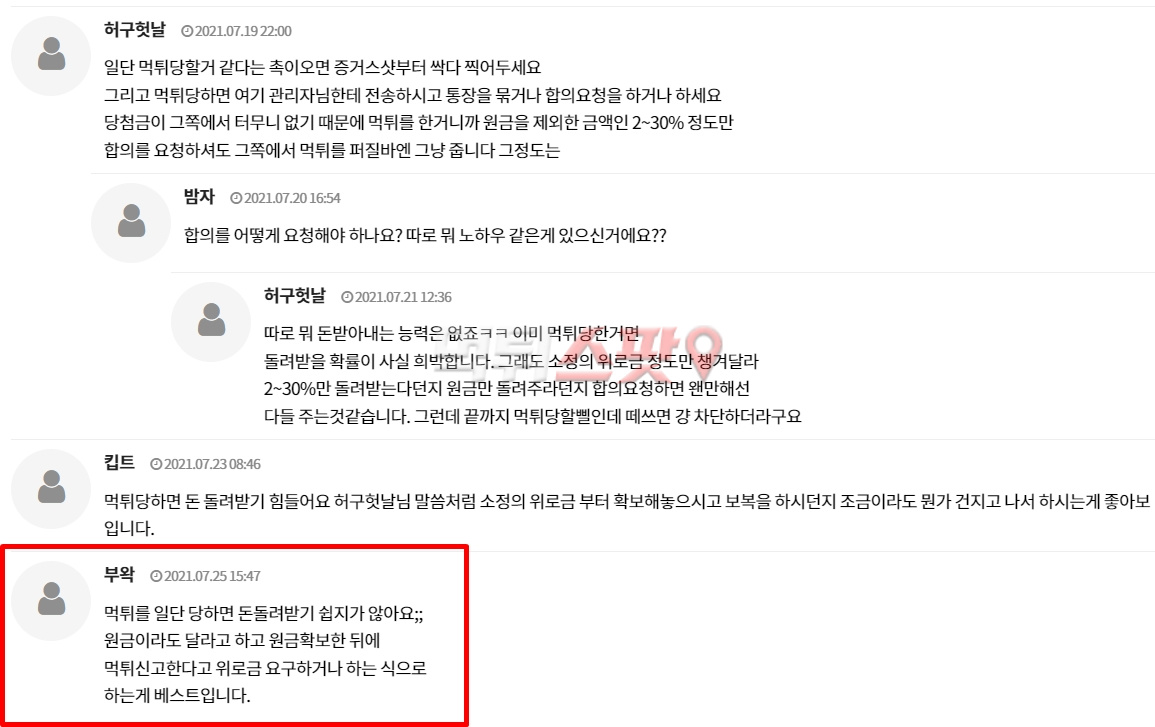 허구헛날 2021.07.19 22:00
일단 먹튀당할거 같다는 촉이오면 증거스샷부터 싹다 찍어두세요
그리고 먹튀당하면 여기 관리자님한테 전송하시고 통장을 묶거나 합의요청을 하거나 하세요
당첨금이 그쪽에서 터무니 없기 때문에 먹튀를 한거니까 원금을 제외한 금액인 2~30% 정도만
합의를 요청하셔도 그쪽에서 먹튀를 퍼질바엔 그냥 줍니다 그정도는
밤자 2021.07.20 16:54
합의를 어떻게 요청해야 하나요? 따로 뭐 노하우 같은게 있으신거에요??
허구헛날 2021.07.21 12:36
따로 뭐 돈받아내는 능력은 없죠ㅋㅋ 이미 먹튀당한거면
돌려받을 확률이 사실 희박합니다. 그래도 소정의 위로금 정도만 챙겨달라
2~30%만 돌려받는다던지 원금만 돌려주라던지 합의요청하면 왠만해선
다들 주는것같습니다. 그런데 끝까지 먹튀당할삘인데 떼쓰면 걍 차단하더라구요
먹튀스팟
킵트 2021.07.23 08:46
먹튀당하면 돈 돌려받기 힘들어요 허구헛날님 말씀처럼 소정의 위로금 부터 확보해놓으시고 보복을 하시던지 조금이라도 뭔가 건지고 나서 하시는게 좋아보
입니다.
부왁 2021.07.25 15:47
먹튀를 일단 당하면 돈돌려받기 쉽지가 않아요;;
원금이라도 달라고 하고 원금확보한 뒤에
먹튀신고한다고 위로금 요구하거나 하는 식으로
하는게 베스트입니다.